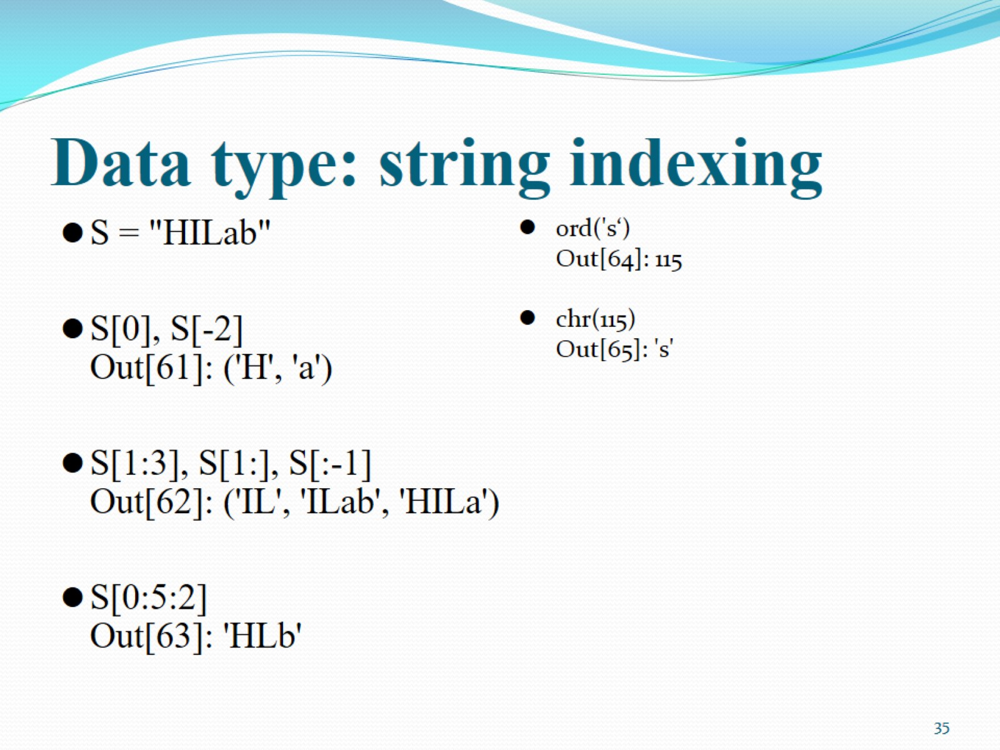 Data type: string indexing
● S = "HILab"
● S[0], S[-2]
Out[61]: ('H', 'a')
● S[1:3], S[1:], S[:-1]
Out[62]: ('IL', 'ILab', 'HILa')
● S[0:5:2]
Out[63]: 'HLb'
● ord('s‘)
Out[64]: 115
● chr(115)
Out[65]: 's'
35